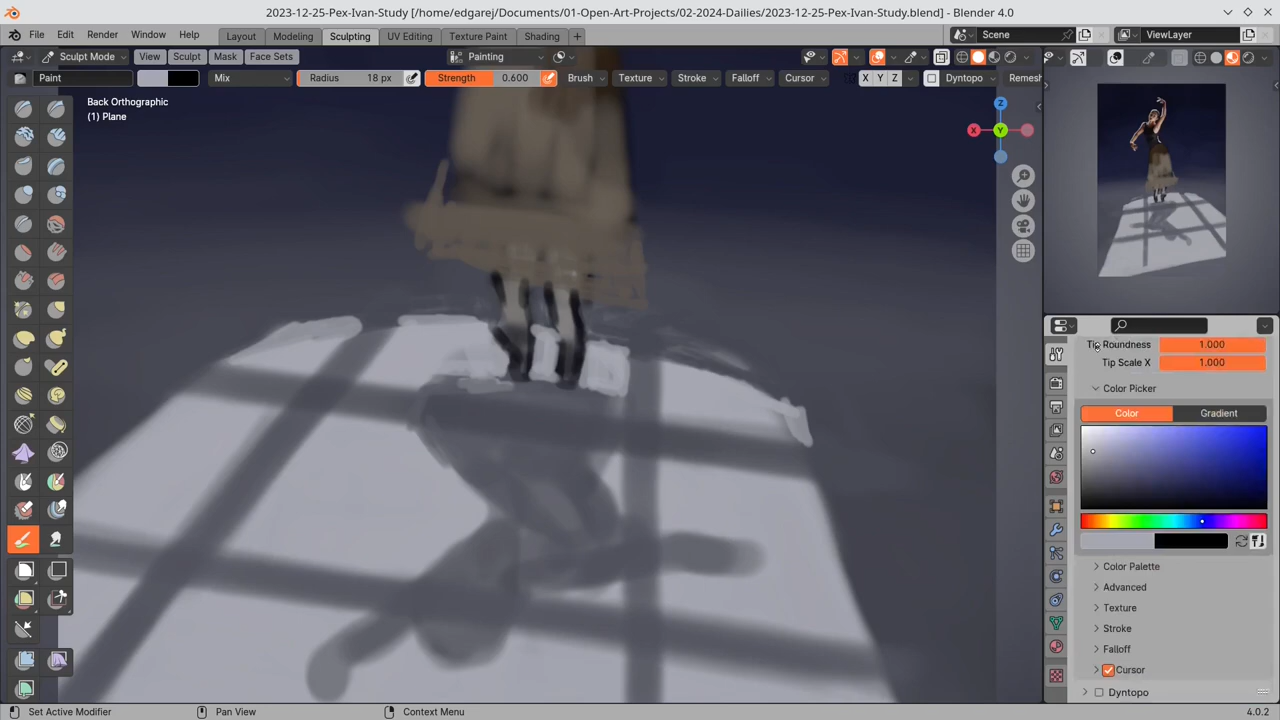 2023-12-25-Pex-Ivan-Study [/home/edgarej/Documents/01-Open-Art-Projects/02-2024-Dailies/2023-12-25-Pex-Ivan-Study.blend] - Blender 4.0
File Edit Render Window Help Layout Modeling Sculpting UV Editing Texture Paint Shading + Scene ViewLayer
Sculpt Mode View Sculpt Mask Face Sets Painting
Paint Mix Radius 18 px Strength 0.600 Brush Texture Stroke Falloff Cursor X Y Z Dyntopo Remesh
Back Orthographic
(1) Plane
Z
X Y
Tip Roundness 1.000
Tip Scale X 1.000
Color Picker
Color Gradient
Color Palette
Advanced
Texture
Stroke
Falloff
Cursor
Dyntopo
Set Active Modifier Pan View Context Menu 4.0.2